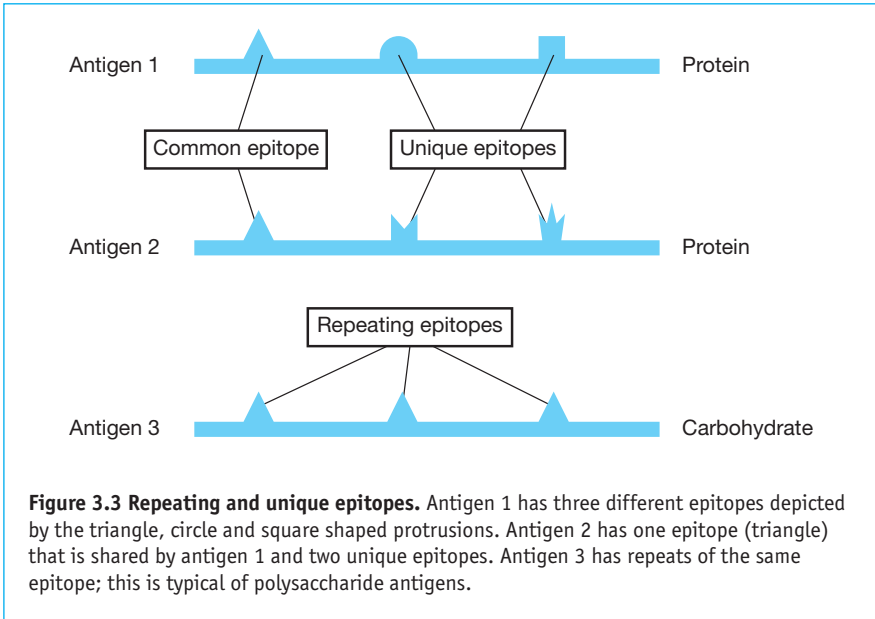 Antigen 1 Protein
Common epitope Unique epitopes
Antigen 2 Protein
Repeating epitopes
Antigen 3 Carbohydrate
Figure 3.3 Repeating and unique epitopes. Antigen 1 has three different epitopes depicted
by the triangle, circle and square shaped protrusions. Antigen 2 has one epitope (triangle)
that is shared by antigen 1 and two unique epitopes. Antigen 3 has repeats of the same
epitope; this is typical of polysaccharide antigens.